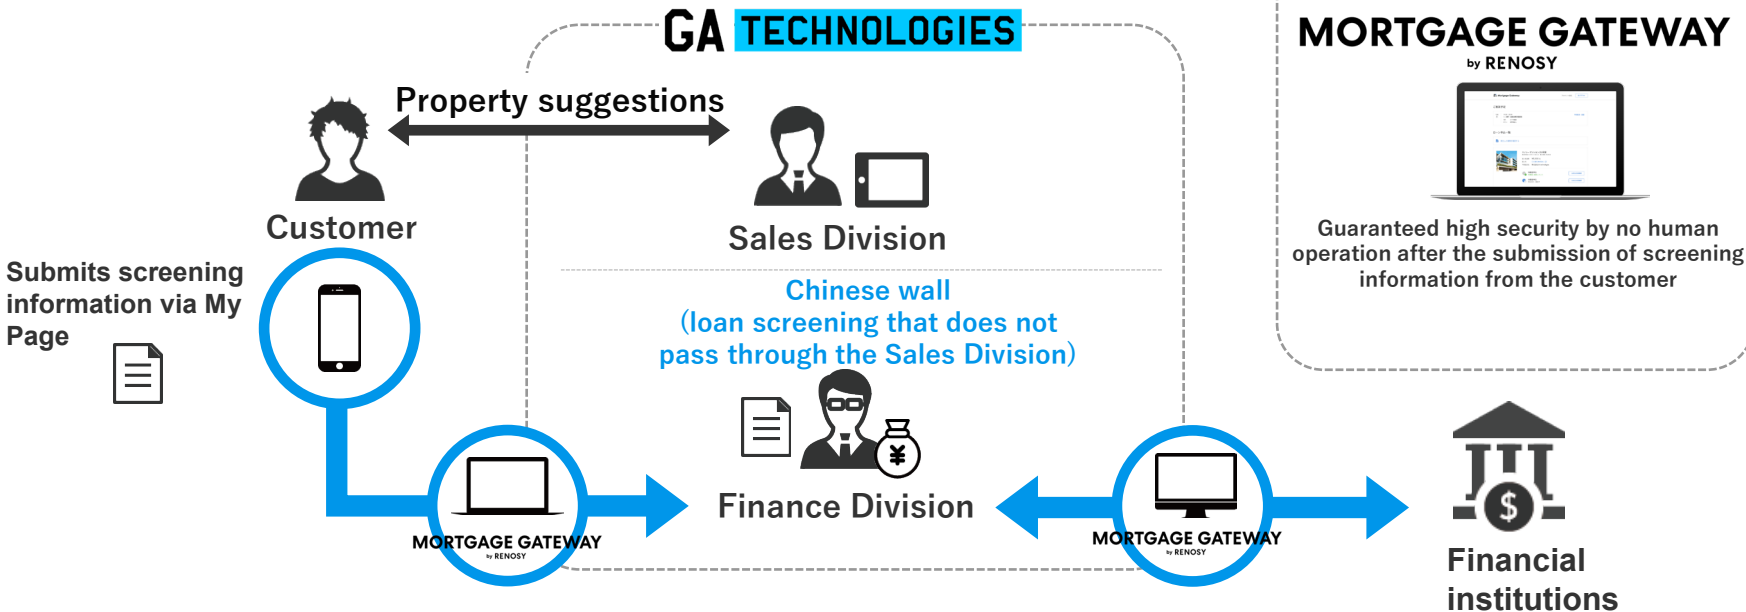 GA TECHNOLOGIES
MORTGAGE GATEWAY
by RENOSY
Property suggestions
Customer
Sales Division
Guaranteed high security by no human
operation after the submission of screening
information from the customer
Submits screening
information via My
Page
Chinese wall
(loan screening that does not
pass through the Sales Division)
¥
Finance Division
MORTGAGE GATEWAY
by RENOSY
MORTGAGE GATEWAY
by RENOSY
$
Financial
institutions